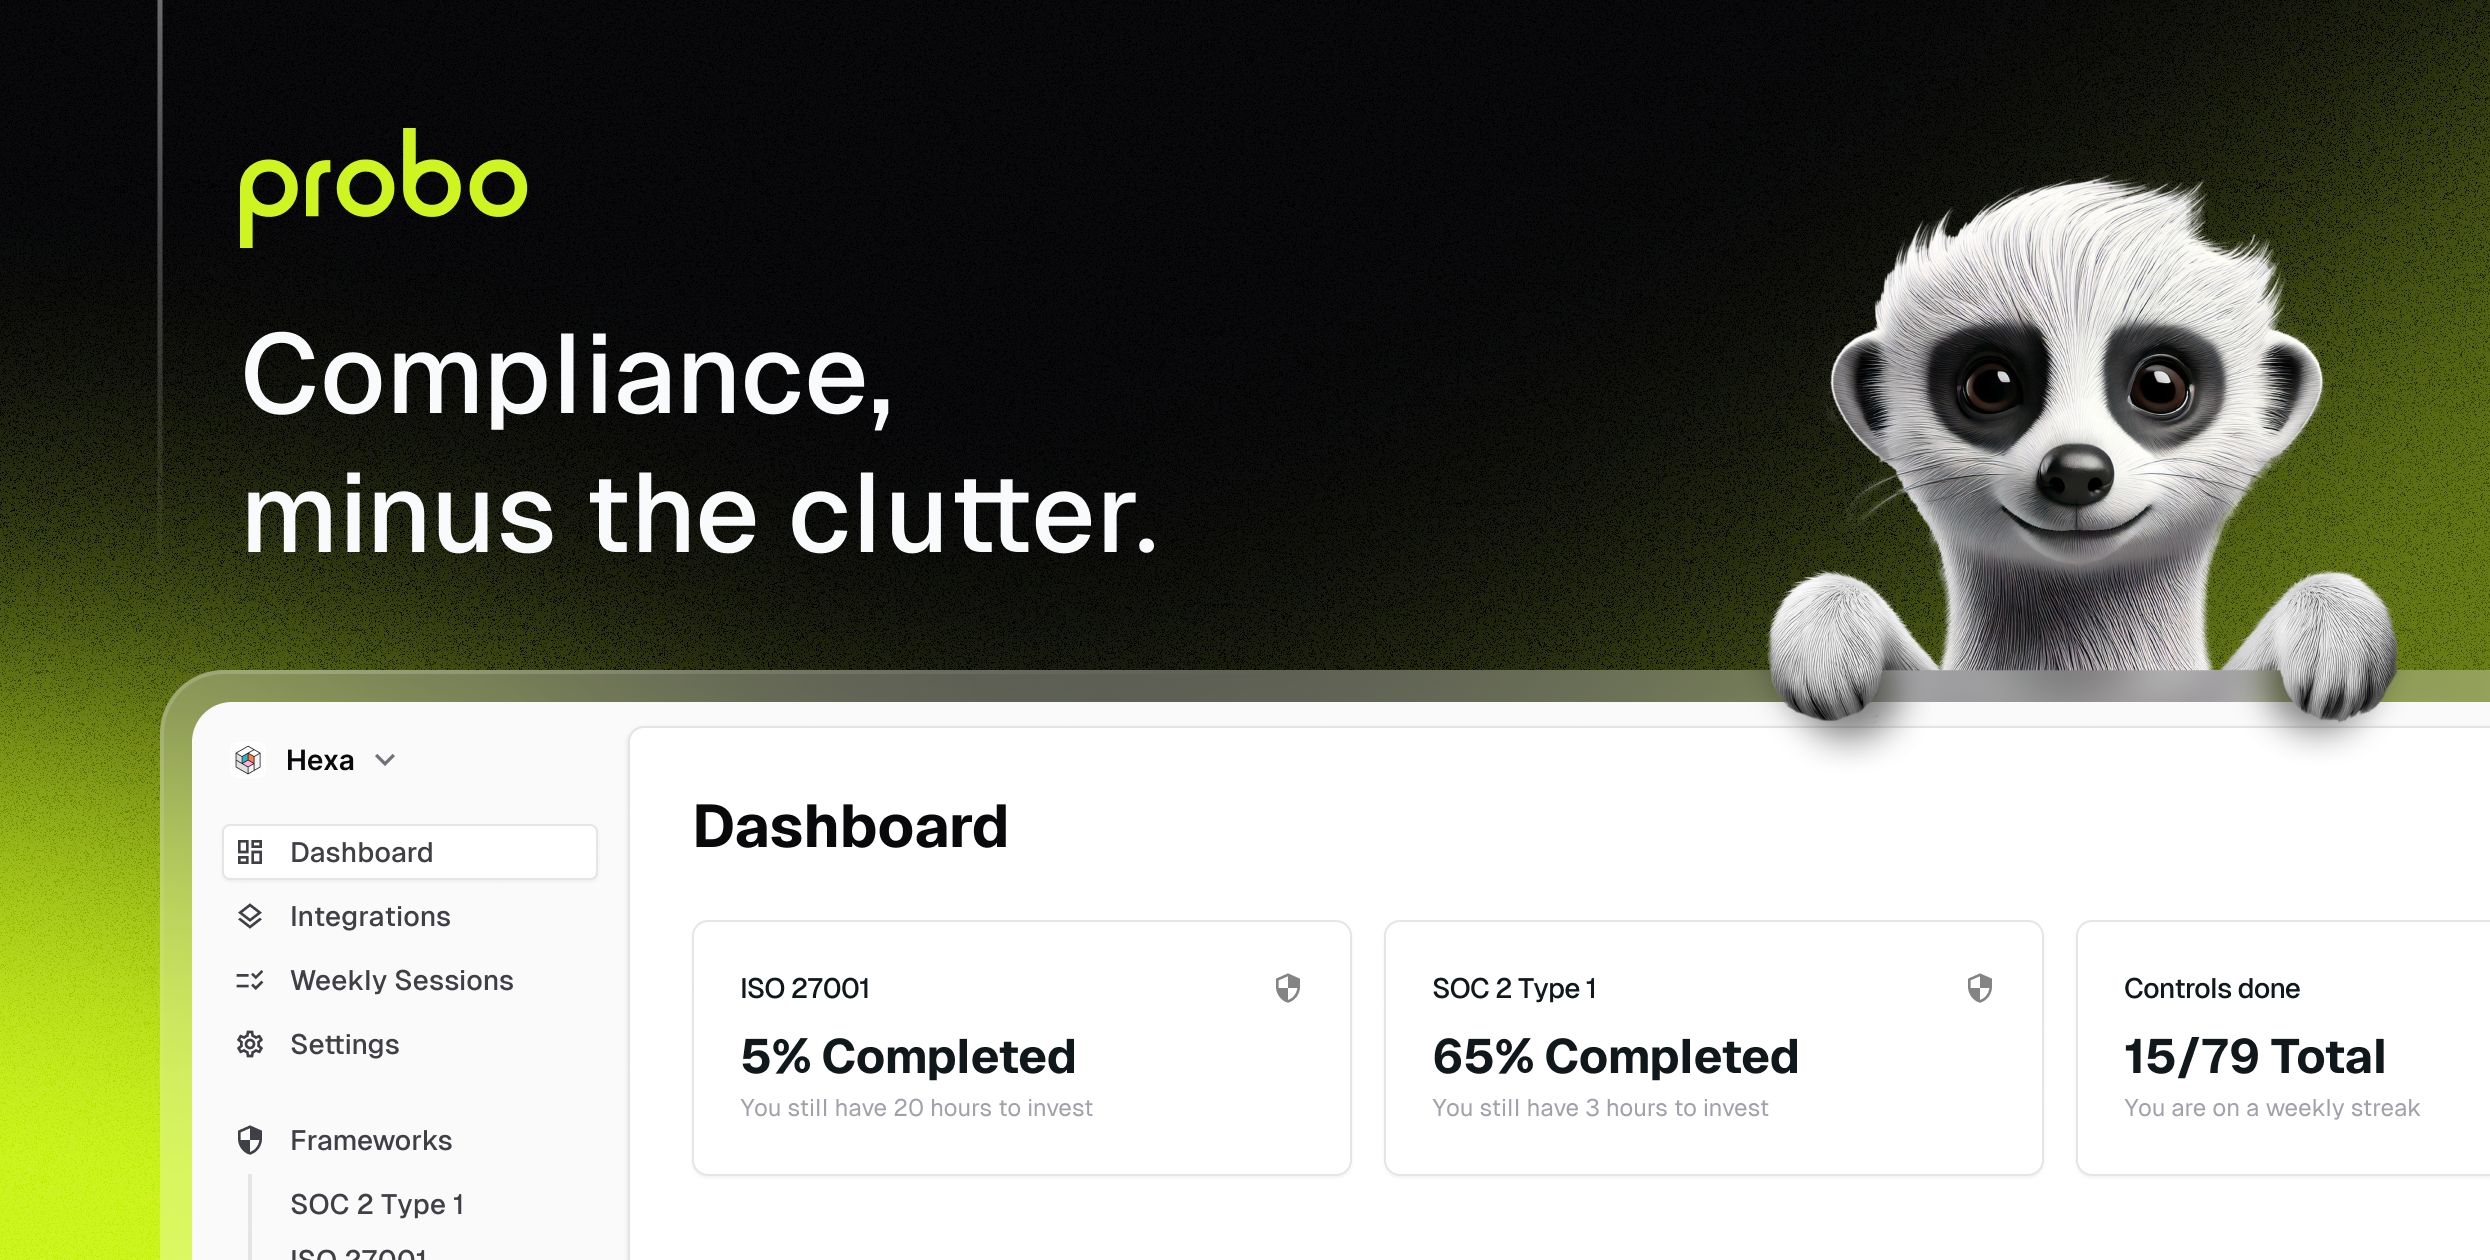 probo
Compliance,
minus the clutter.
Hexa
Dashboard
Integrations
Weekly Sessions
Settings
Frameworks
SOC 2 Type 1
ISO 27001
Dashboard
ISO 27001
5% Completed
You still have 20 hours to invest
SOC 2 Type 1
65% Completed
You still have 3 hours to invest
Controls done
15/79 Total
You are on a weekly streak